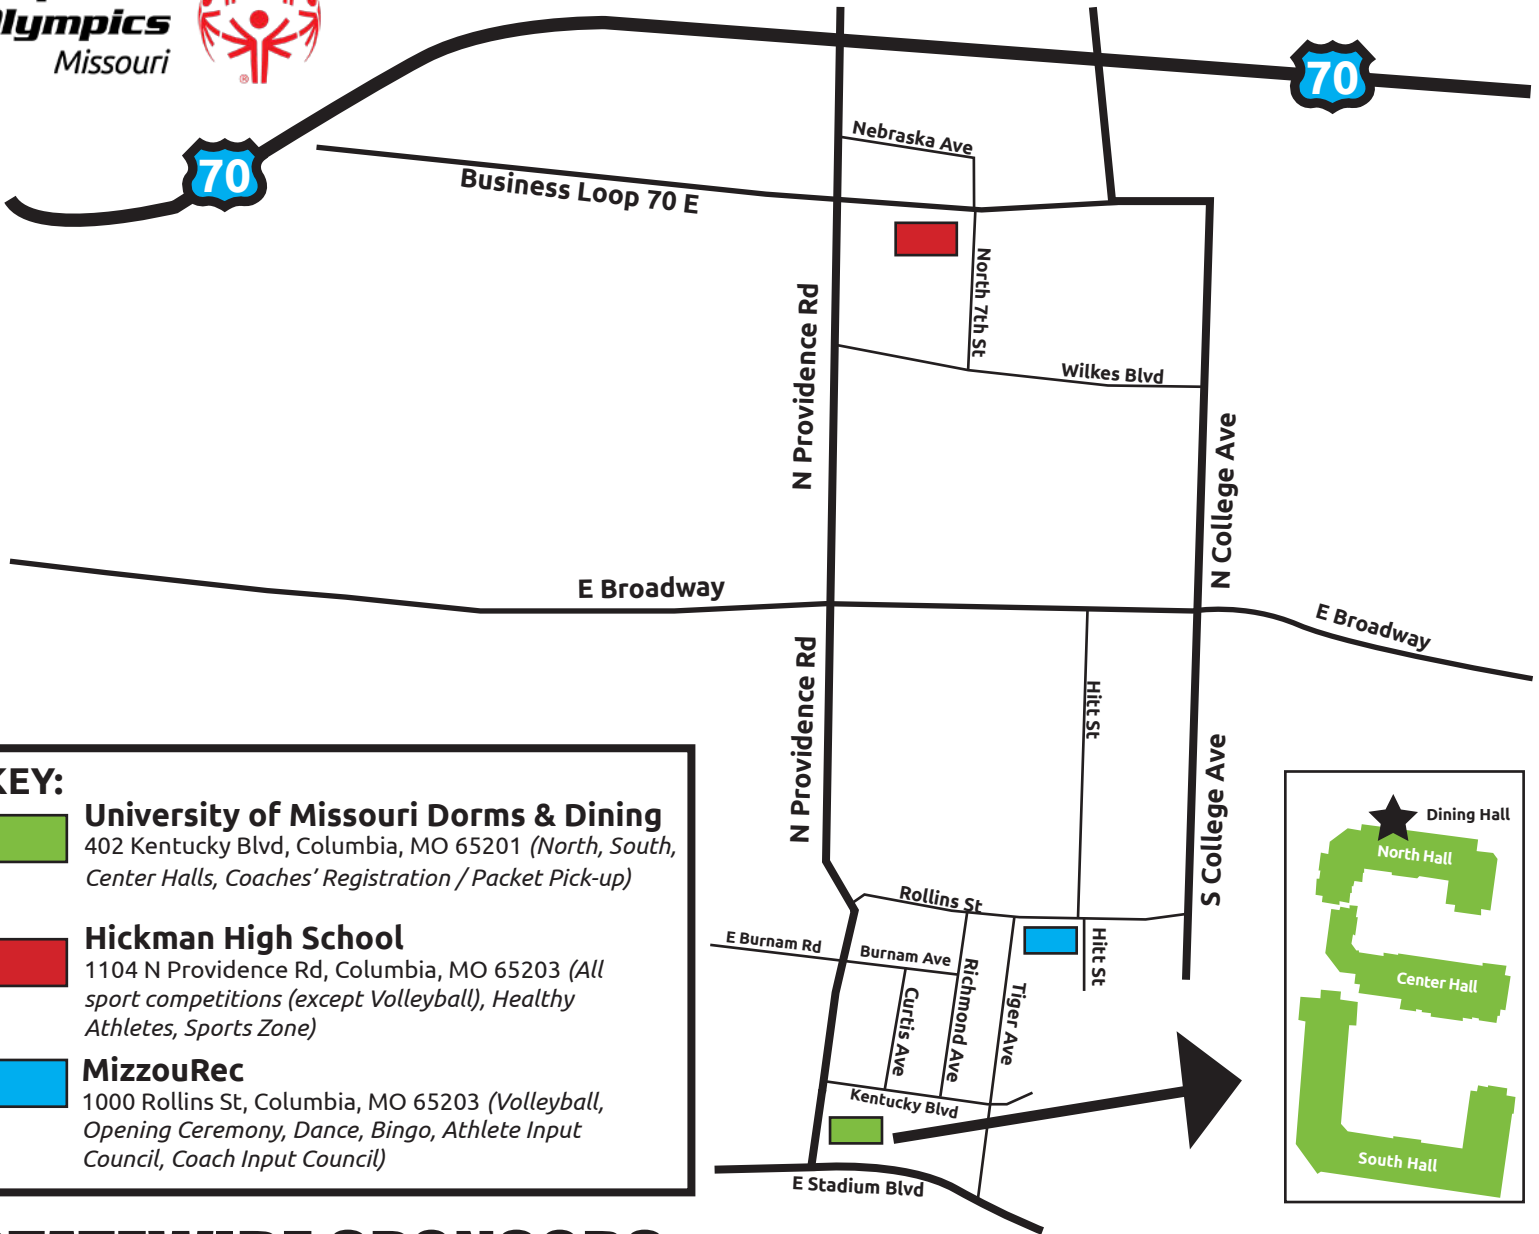 lympics
Missouri
®
70
70
Nebraska Ave
Business Loop 70 E
North 7th St
N Providence Rd
Wilkes Blvd
N College Ave
E Broadway
E Broadway
N Providence Rd
Hitt St
S College Ave
KEY:
University of Missouri Dorms & Dining
402 Kentucky Blvd, Columbia, MO 65201 (North, South,
Center Halls, Coaches' Registration / Packet Pick-up)
Hickman High School
1104 N Providence Rd, Columbia, MO 65203 (All
sport competitions (except Volleyball), Healthy
Athletes, Sports Zone)
MizzouRec
1000 Rollins St, Columbia, MO 65203 (Volleyball,
Opening Ceremony, Dance, Bingo, Athlete Input
Council, Coach Input Council)
Rollins St
E Burnam Rd
Burnam Ave
Hitt St
Curtis Ave
Richmond Ave
Tiger Ave
Kentucky Blvd
E Stadium Blvd
Dining Hall
North Hall
Center Hall
South Hall